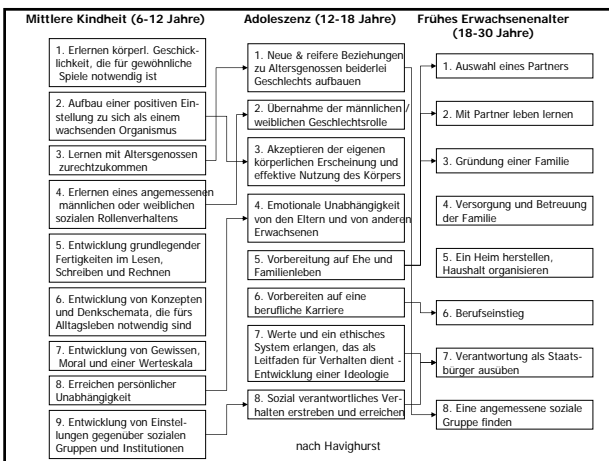 Mittlere Kindheit (6-12 Jahre)
1. Erlernen körperl. Geschick-
lichkeit, die für gewöhnliche
Spiele notwendig ist
2. Aufbau einer positiven Ein-
stellung zu sich als einem
wachsenden Organismus
3. Lernen mit Altersgenossen
zurechtzukommen
4. Erlernen eines angemessenen
männlichen oder weiblichen
sozialen Rollenverhaltens
5. Entwicklung grundlegender
Fertigkeiten im Lesen,
Schreiben und Rechnen
6. Entwicklung von Konzepten
und Denkschemata, die fürs
Alltagsleben notwendig sind
7. Entwicklung von Gewissen,
Moral und einer Werteskala
8. Erreichen persönlicher
Unabhängigkeit
9. Entwicklung von Einstel-
lungen gegenüber sozialen
Gruppen und Institutionen
Adoleszenz (12-18 Jahre)
1. Neue & reifere Beziehungen
zu Altersgenossen beiderlei
Geschlechts aufbauen
2. Übernahme der männlichen /
weiblichen Geschlechtsrolle
3. Akzeptieren der eigenen
körperlichen Erscheinung und
effektive Nutzung des Körpers
4. Emotionale Unabhängigkeit
von den Eltern und von anderen
Erwachsenen
5. Vorbereitung auf Ehe und
Familienleben
6. Vorbereiten auf eine
berufliche Karriere
7. Werte und ein ethisches
System erlangen, das als
Leitfaden für Verhalten dient -
Entwicklung einer Ideologie
8. Sozial verantwortliches Ver-
halten erstreben und erreichen
nach Havighurst
Frühes Erwachsenenalter
(18-30 Jahre)
1. Auswahl eines Partners
2. Mit Partner leben lernen
3. Gründung einer Familie
4. Versorgung und Betreuung
der Familie
5. Ein Heim herstellen,
Haushalt organisieren
6. Berufseinstieg
7. Verantwortung als Staats-
bürger ausüben
8. Eine angemessene soziale
Gruppe finden